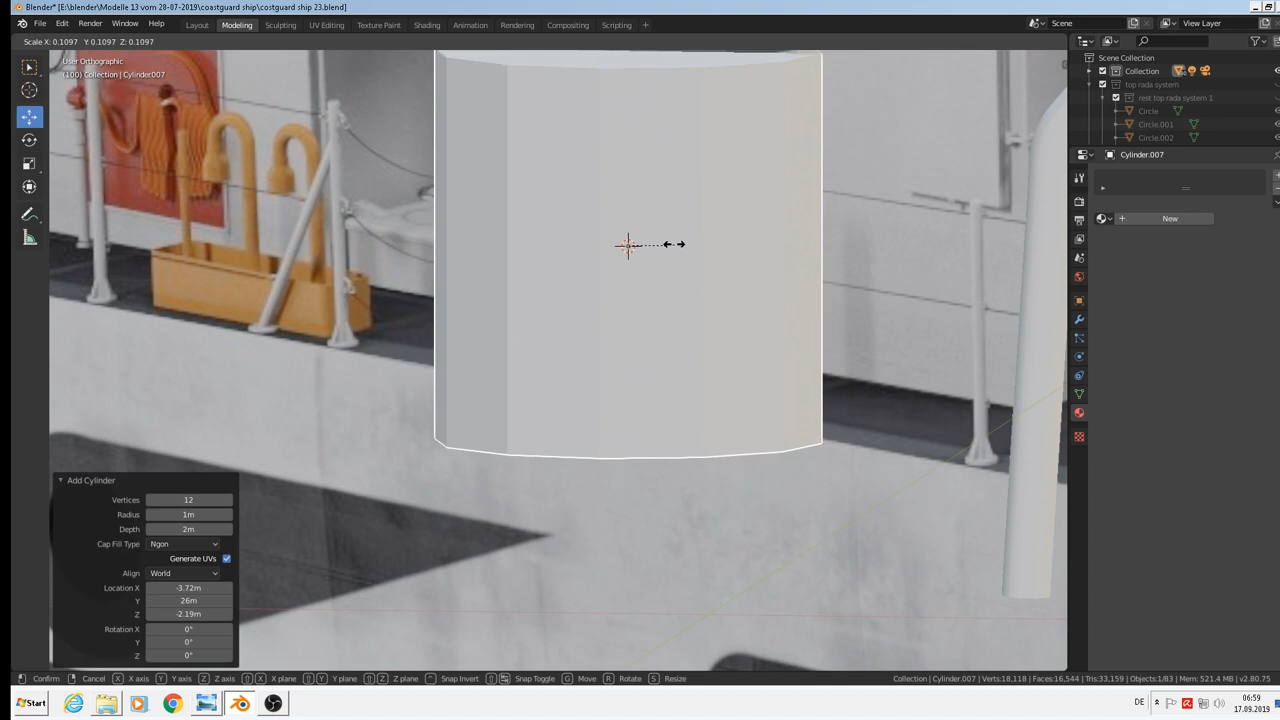 Blender* [E:\blender\Modelle 13 vom 28-07-2019\coastguard ship\costguard ship 23.blend]
File Edit Render Window Help Layout Modeling Sculpting UV Editing Texture Paint Shading Animation Rendering Compositing Scripting + Scene View Layer
Scale X: 0.1097 Y: 0.1097 Z: 0.1097
User Orthographic
(100) Collection | Cylinder.007
Scene Collection
Collection
top rada system
rest top rada system 1
Circle
Circle.001
Circle.002
Cylinder.007
+ New
Add Cylinder
Vertices 12
Radius 1m
Depth 2m
Cap Fill Type Ngon
Generate UVs
Align World
Location X -3.72m
Y 26m
Z -2.19m
Rotation X 0°
Y 0°
Z 0°
Confirm Cancel X X axis Y Y axis Z Z axis X X plane Y Y plane Z Z plane Snap Invert Snap Toggle G Move R Rotate S Resize
Collection | Cylinder.007 | Verts:18,118 | Faces:16,544 | Tris:33,159 | Objects:1/83 | Mem: 521.4 MB | v2.80.75
Start
DE
06:59
17.09.2019